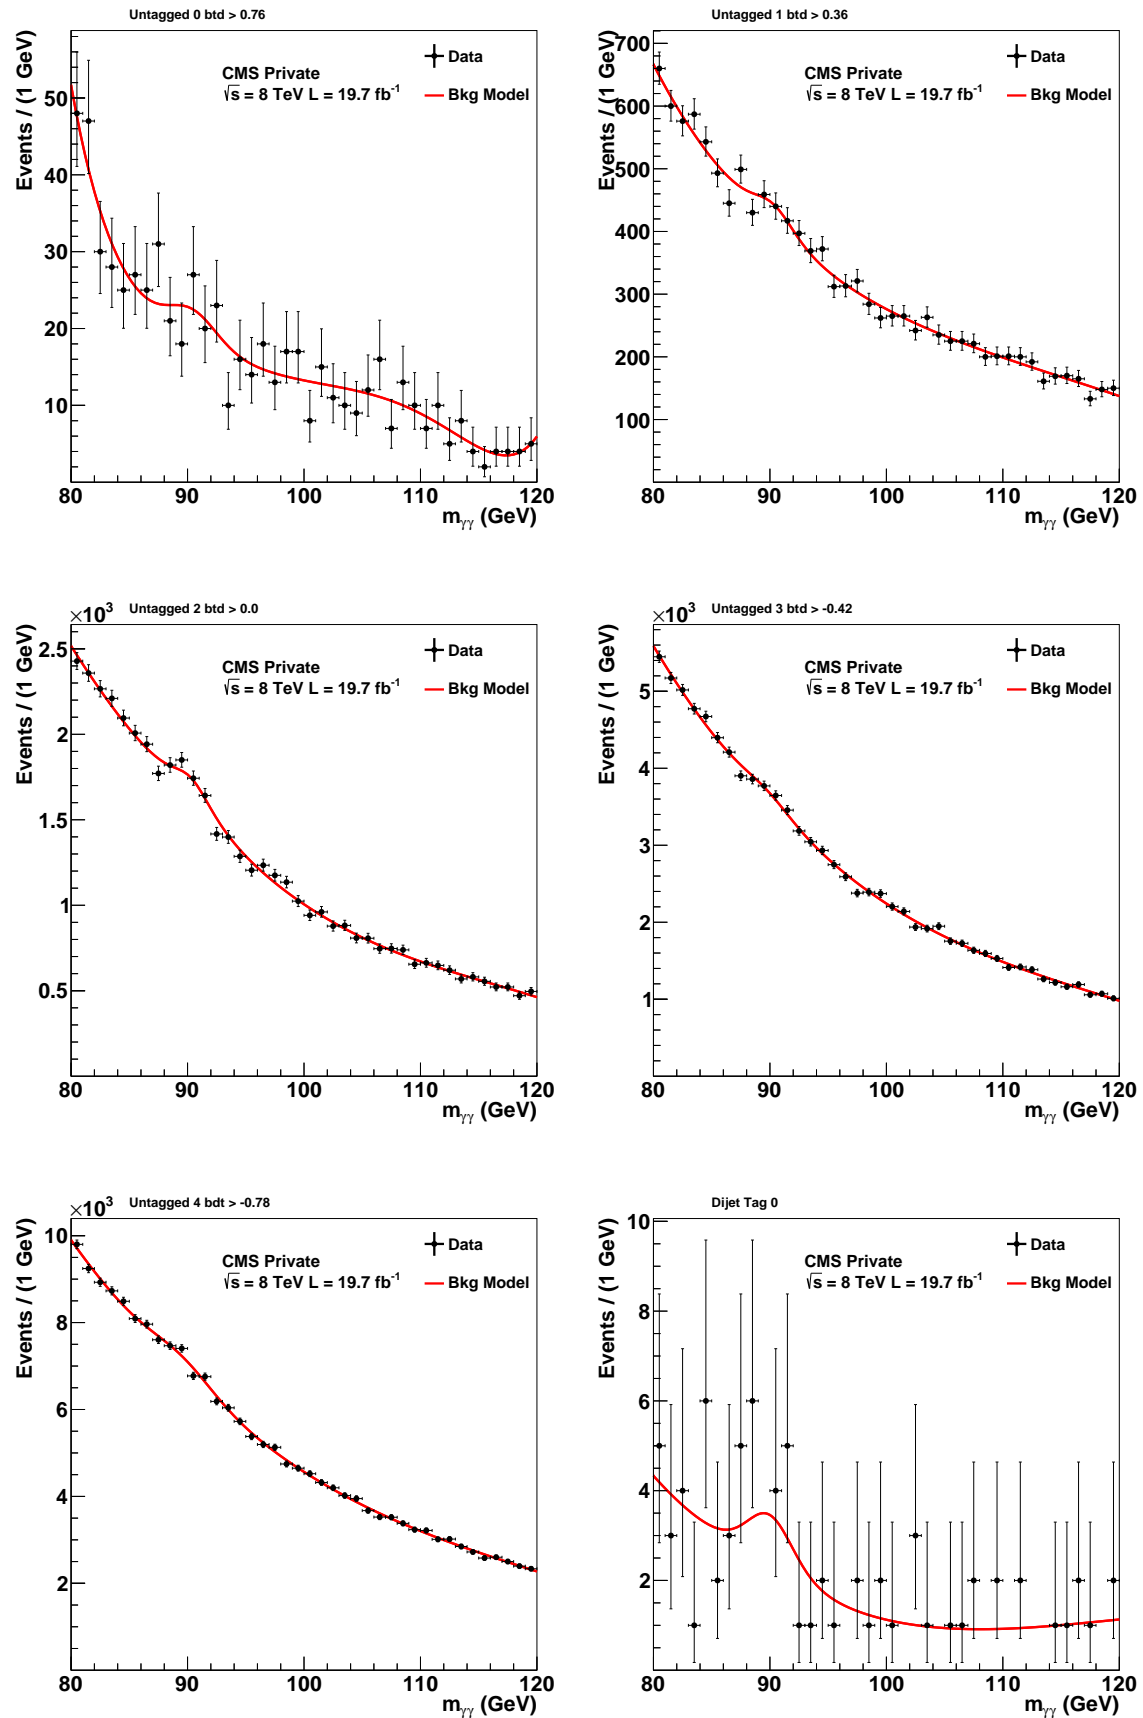 Untagged 0 btd > 0.76
Events / (1 GeV)
Data
CMS Private
√s = 8 TeV L = 19.7 fb⁻¹
Bkg Model
50
40
30
20
10
80 90 100 110 120
mγγ (GeV)
Untagged 1 btd > 0.36
Events / (1 GeV)
Data
CMS Private
√s = 8 TeV L = 19.7 fb⁻¹
Bkg Model
700
600
500
400
300
200
100
80 90 100 110 120
mγγ (GeV)
×10³ Untagged 2 btd > 0.0
Events / (1 GeV)
Data
CMS Private
√s = 8 TeV L = 19.7 fb⁻¹
Bkg Model
2.5
2
1.5
1
0.5
80 90 100 110 120
mγγ (GeV)
×10³ Untagged 3 btd > -0.42
Events / (1 GeV)
Data
CMS Private
√s = 8 TeV L = 19.7 fb⁻¹
Bkg Model
5
4
3
2
1
80 90 100 110 120
mγγ (GeV)
×10³ Untagged 4 bdt > -0.78
Events / (1 GeV)
Data
CMS Private
√s = 8 TeV L = 19.7 fb⁻¹
Bkg Model
10
8
6
4
2
80 90 100 110 120
mγγ (GeV)
Dijet Tag 0
Events / (1 GeV)
Data
CMS Private
√s = 8 TeV L = 19.7 fb⁻¹
Bkg Model
10
8
6
4
2
80 90 100 110 120
mγγ (GeV)